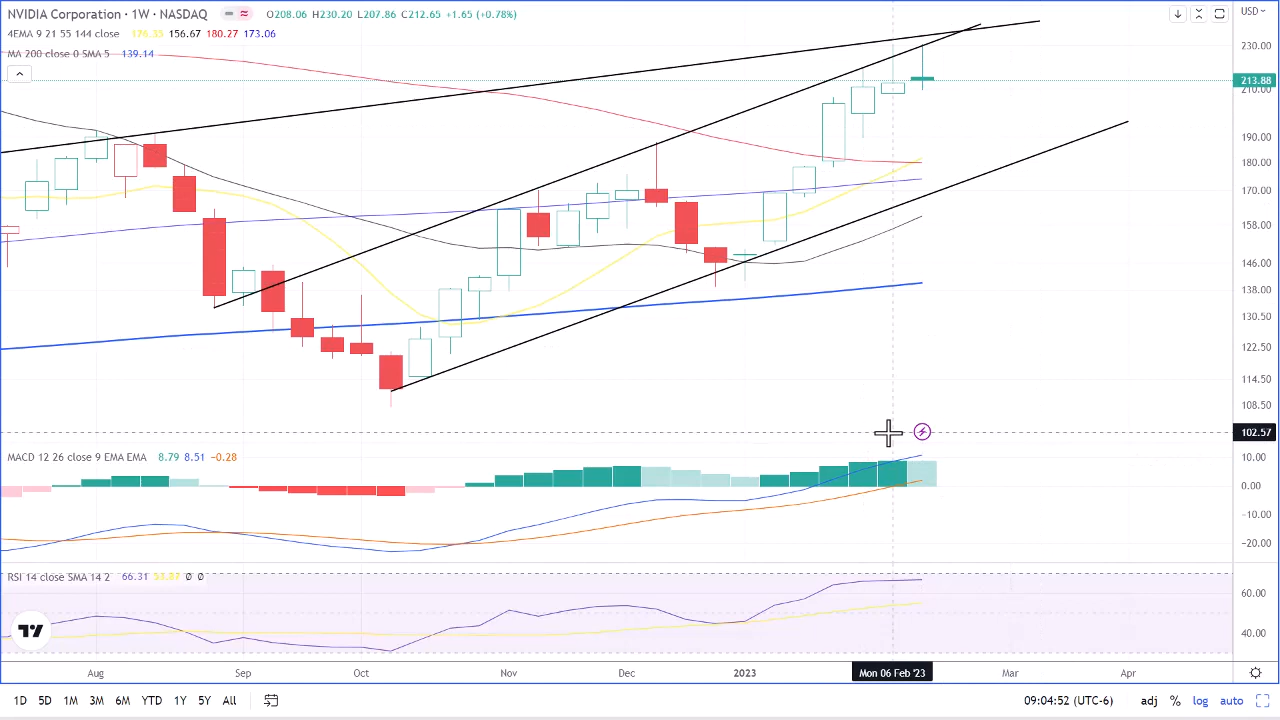 NVIDIA Corporation · 1W · NASDAQ O208.06 H230.20 L207.86 C212.65 +1.65 (+0.78%)
4EMA 9 21 55 144 close 176.35 156.67 180.27 173.06
MA 200 close 0 SMA 5 139.14
USD
230.00
213.88
210.00
190.00
180.00
170.00
158.00
146.00
138.00
130.50
122.50
114.50
108.50
102.57
MACD 12 26 close 9 EMA EMA 8.79 8.51 −0.28
10.00
0.00
−10.00
−20.00
RSI 14 close SMA 14 2 66.31 53.87 0 0
60.00
40.00
Aug Sep Oct Nov Dec 2023 Mon 06 Feb '23 Mar Apr
1D 5D 1M 3M 6M YTD 1Y 5Y All 09:04:52 (UTC-6) adj % log auto